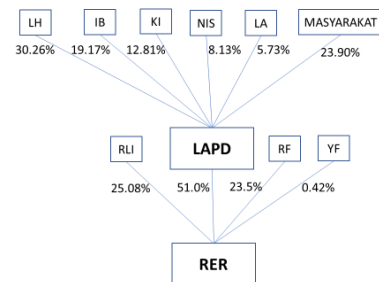 LH IB KI NIS LA MASYARAKAT
30.26% 19.17% 12.81% 8.13% 5.73% 23.90%
RLI LAPD RF YF
25.08% 51.0% 23.5% 0.42%
RER